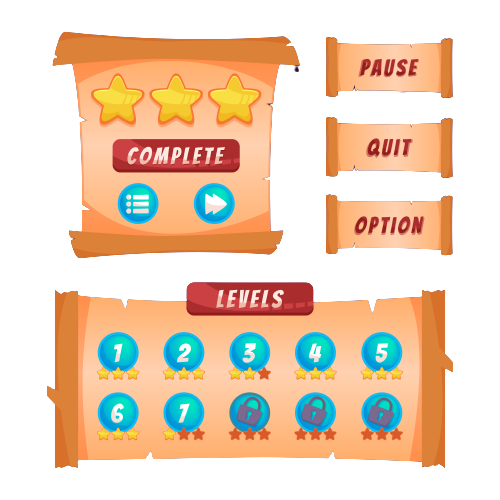 PAUSE
COMPLETE
QUIT
OPTION
LEVELS
1 2 3 4 5
6 7